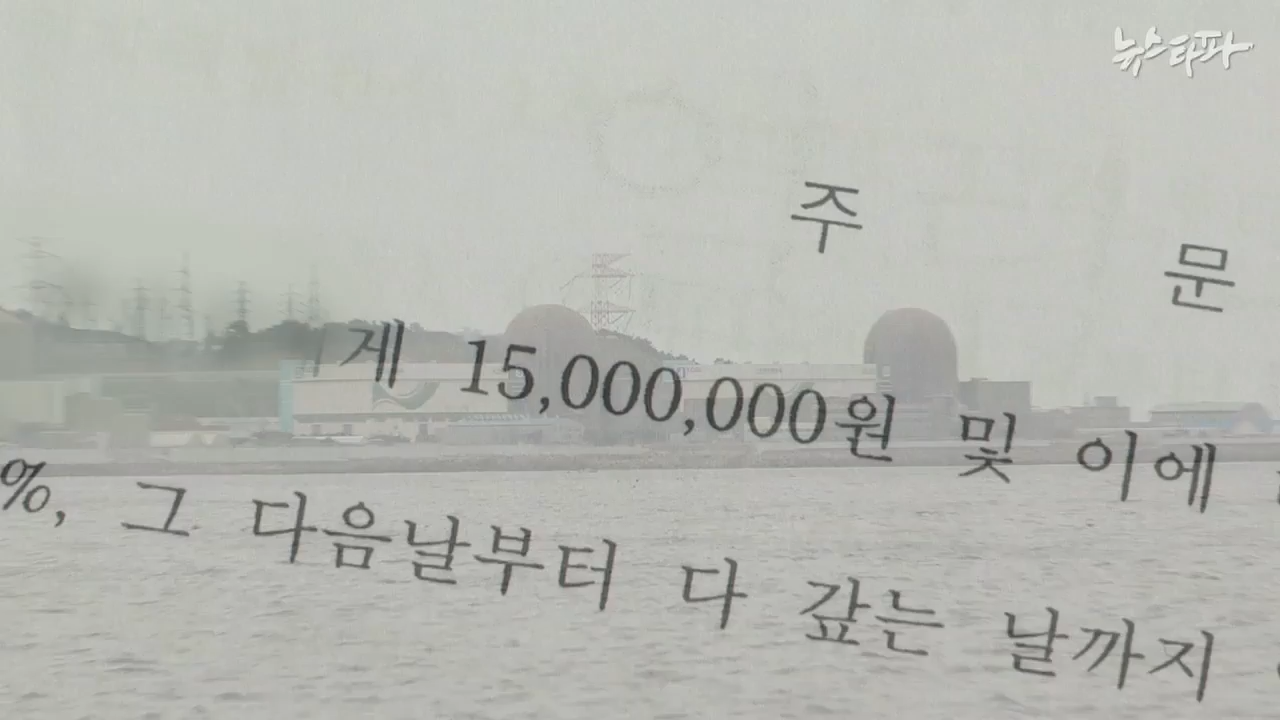 뉴스타파
주 문
게 15,000,000원 및 이에
%, 그 다음날부터 다 갚는 날까지